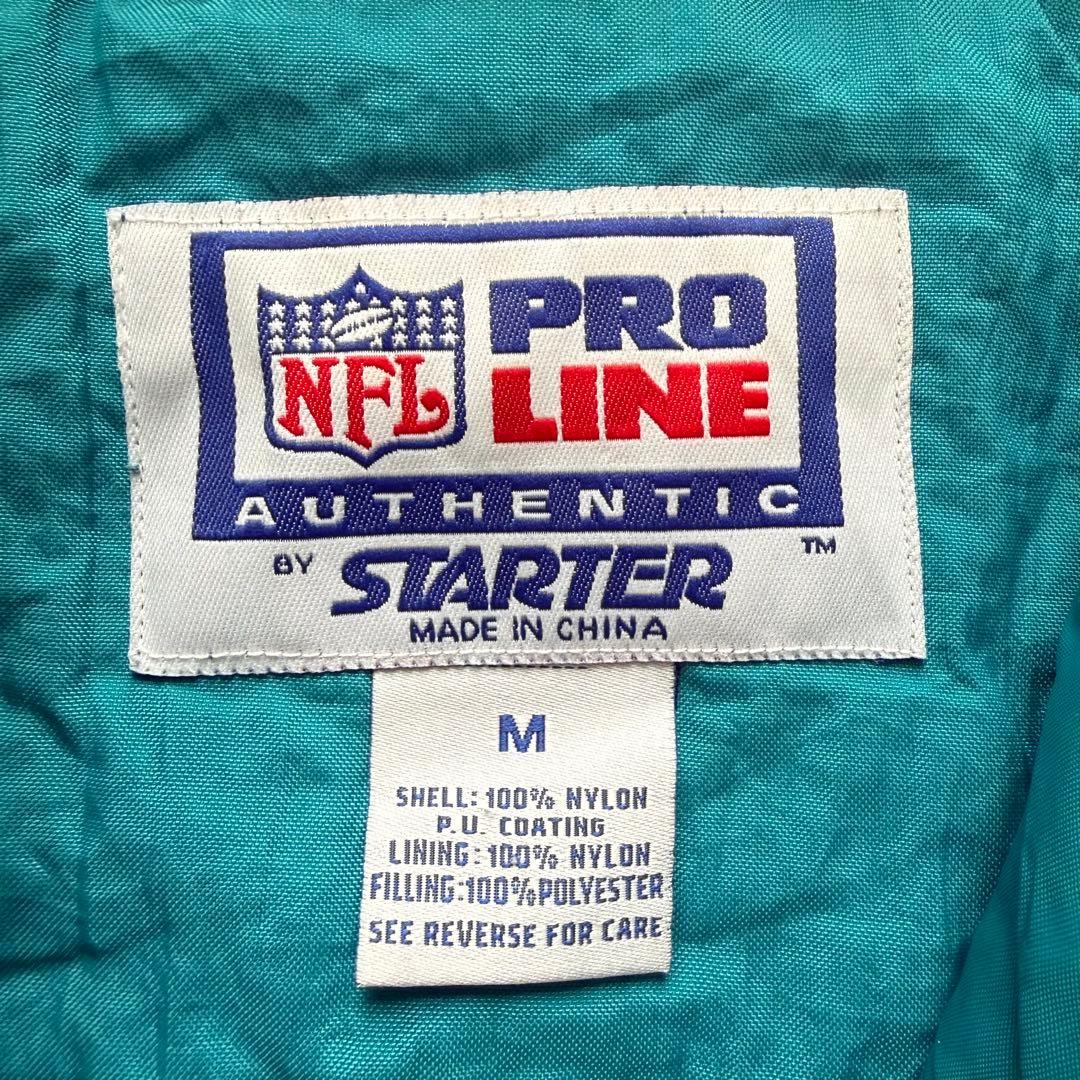 NFL
PRO
LINE
AUTHENTIC
BY STARTER ™
MADE IN CHINA
M
SHELL: 100% NYLON
P.U. COATING
LINING: 100% NYLON
FILLING:100%POLYESTER
SEE REVERSE FOR CARE